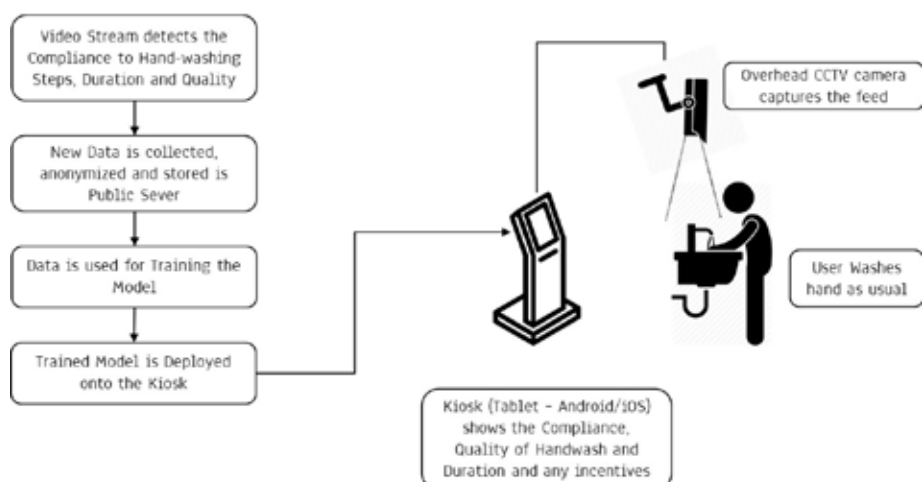 Video Stream detects the
Compliance to Hand-washing
Steps, Duration and Quality
New Data is collected,
anonymized and stored is
Public Sever
Data is used for Training the
Model
Trained Model is Deployed
onto the Kiosk
Overhead CCTV camera
captures the feed
User Washes
hand as usual
Kiosk (Tablet - Android/iOS)
shows the Compliance,
Quality of Handwash and
Duration and any incentives